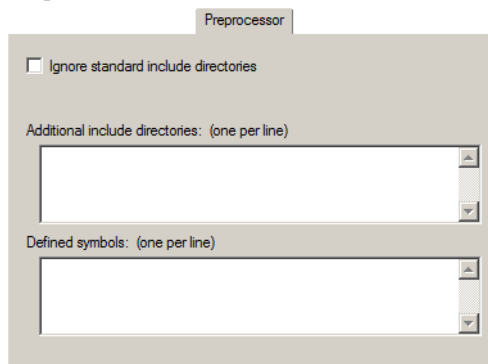 Preprocessor
Ignore standard include directories
Additional include directories: (one per line)
Defined symbols: (one per line)